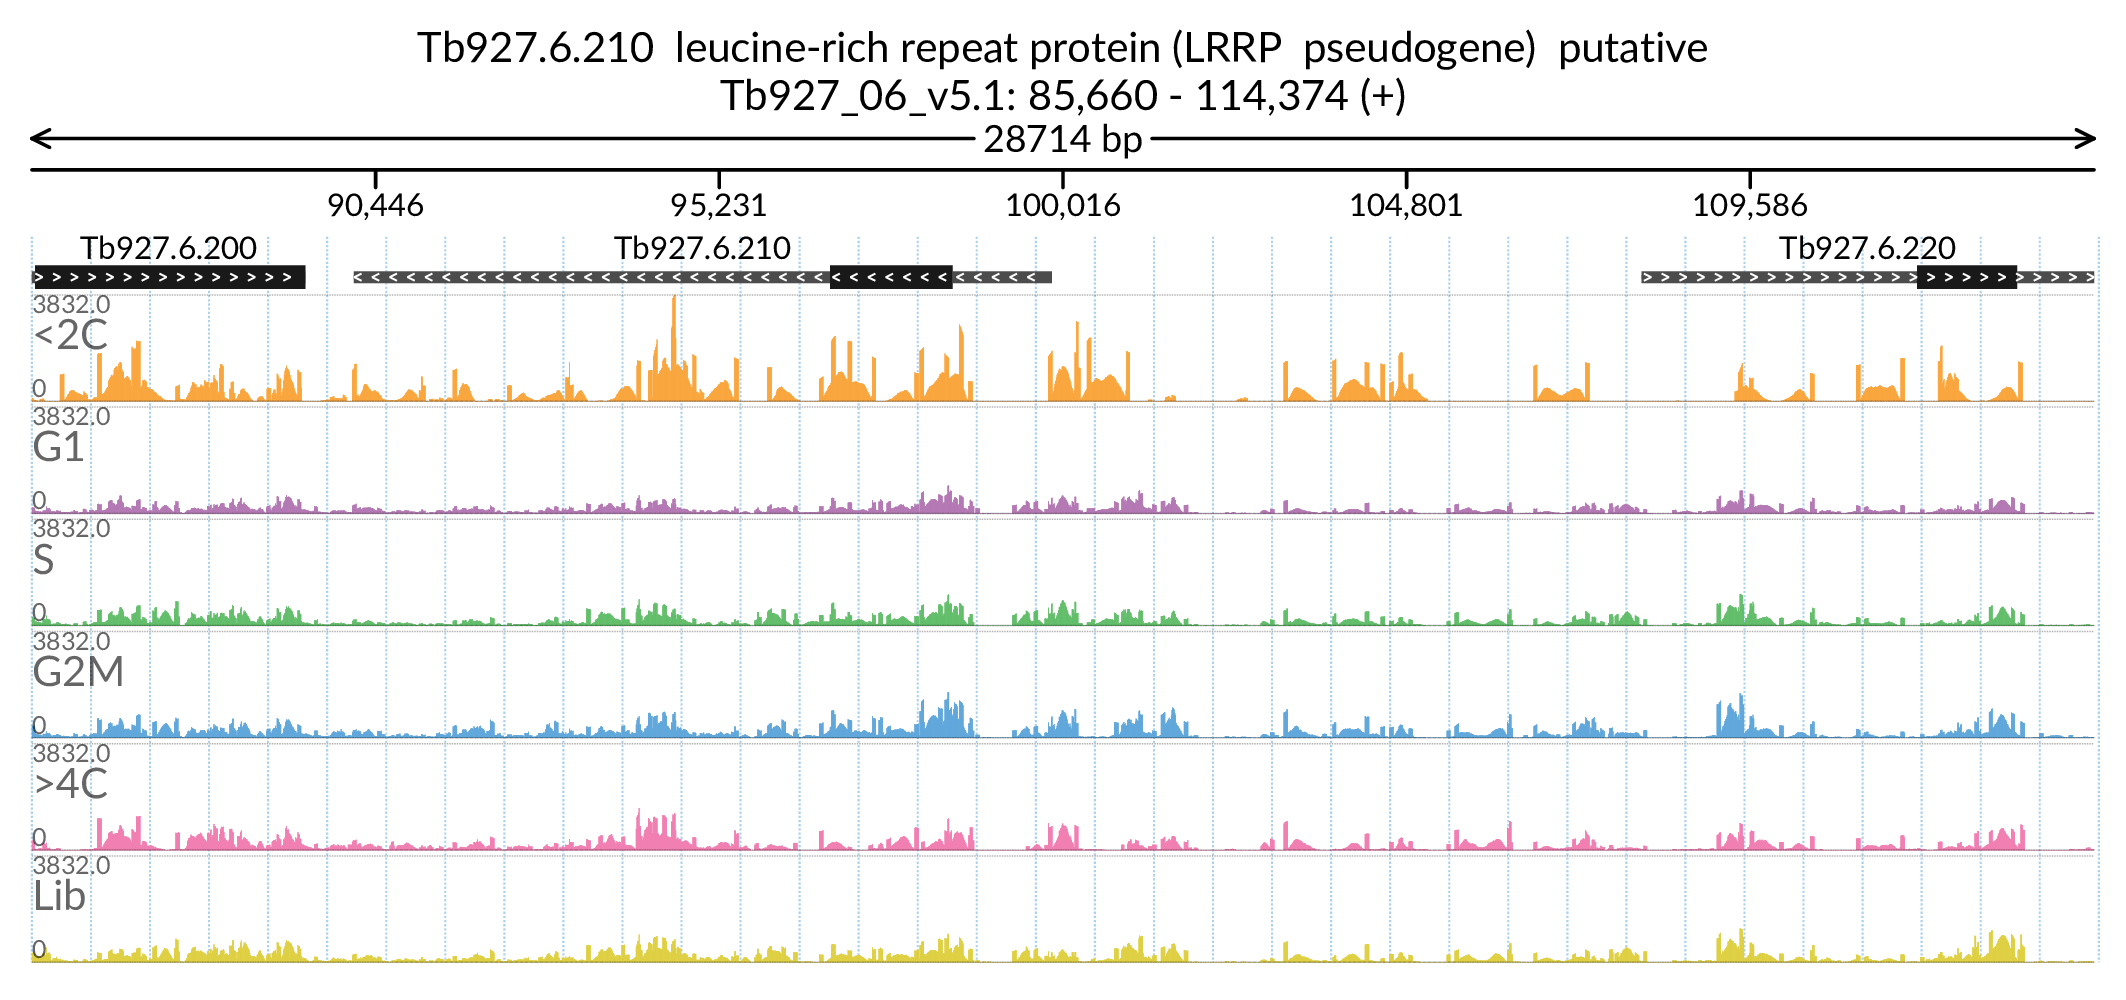 Tb927.6.210 leucine-rich repeat protein (LRRP pseudogene) putative
Tb927_06_v5.1: 85,660 - 114,374 (+)
28714 bp
90,446 95,231 100,016 104,801 109,586
Tb927.6.200 Tb927.6.210 Tb927.6.220
3832.0
<2C
0
3832.0
G1
0
3832.0
S
0
3832.0
G2M
0
3832.0
>4C
0
3832.0
Lib
0